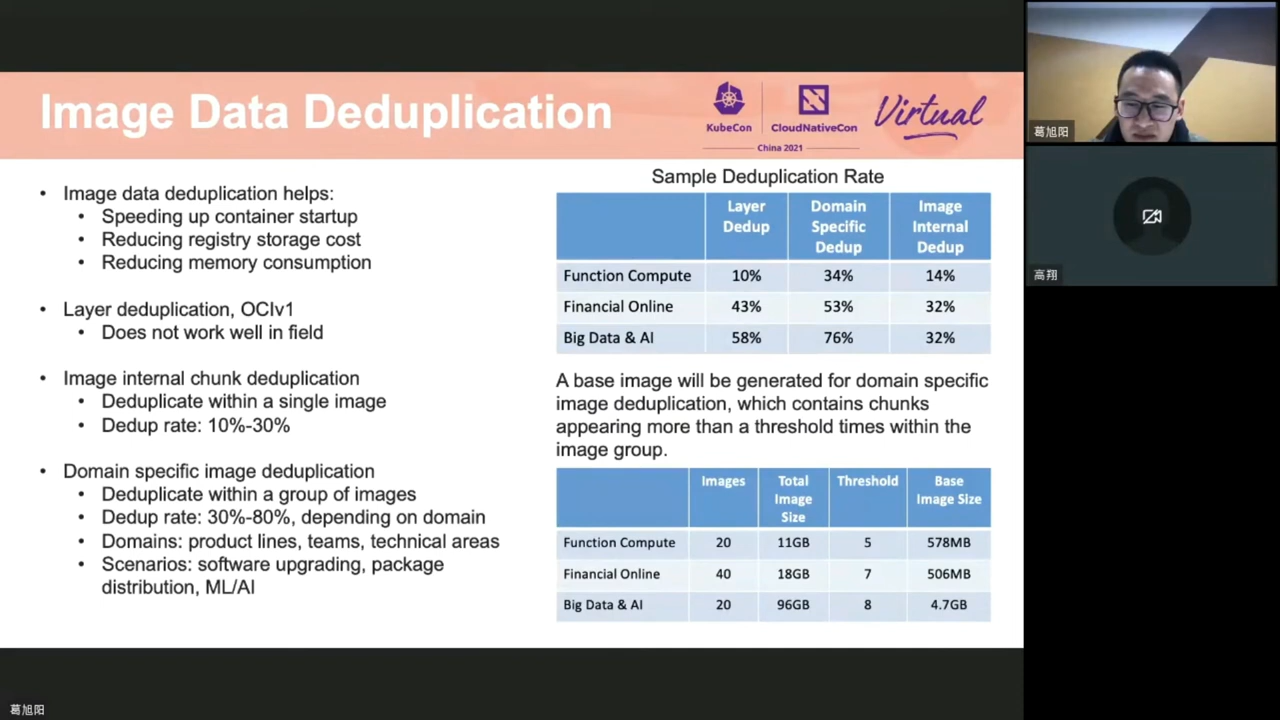 Image Data Deduplication
KubeCon
CloudNativeCon
China 2021
Virtual
• Image data deduplication helps:
• Speeding up container startup
• Reducing registry storage cost
• Reducing memory consumption
• Layer deduplication, OCIv1
• Does not work well in field
• Image internal chunk deduplication
• Deduplicate within a single image
• Dedup rate: 10%-30%
• Domain specific image deduplication
• Deduplicate within a group of images
• Dedup rate: 30%-80%, depending on domain
• Domains: product lines, teams, technical areas
• Scenarios: software upgrading, package
distribution, ML/AI
Sample Deduplication Rate
Layer Dedup Domain Specific Dedup Image Internal Dedup
Function Compute 10% 34% 14%
Financial Online 43% 53% 32%
Big Data & AI 58% 76% 32%
A base image will be generated for domain specific
image deduplication, which contains chunks
appearing more than a threshold times within the
image group.
Images Total Image Size Threshold Base Image Size
Function Compute 20 11GB 5 578MB
Financial Online 40 18GB 7 506MB
Big Data & AI 20 96GB 8 4.7GB
葛旭阳
高翔
葛旭阳